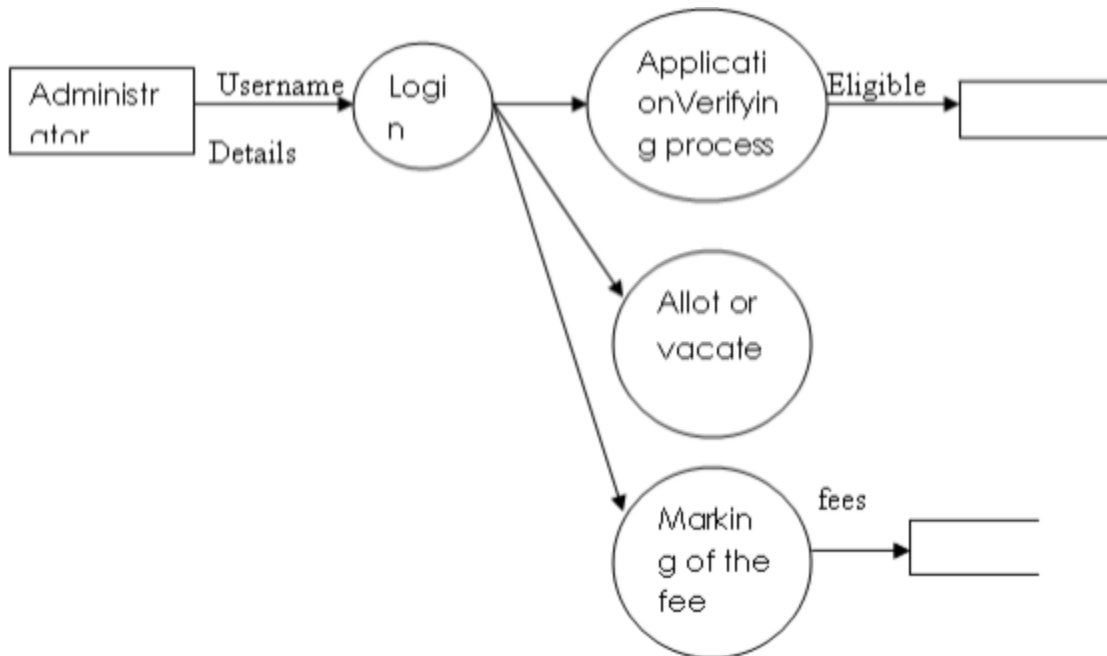 Administr
ator
Username
Details
Logi
n
Applicati
onVerifyin
g process
Eligible
Allot or
vacate
Markin
g of the
fee
fees